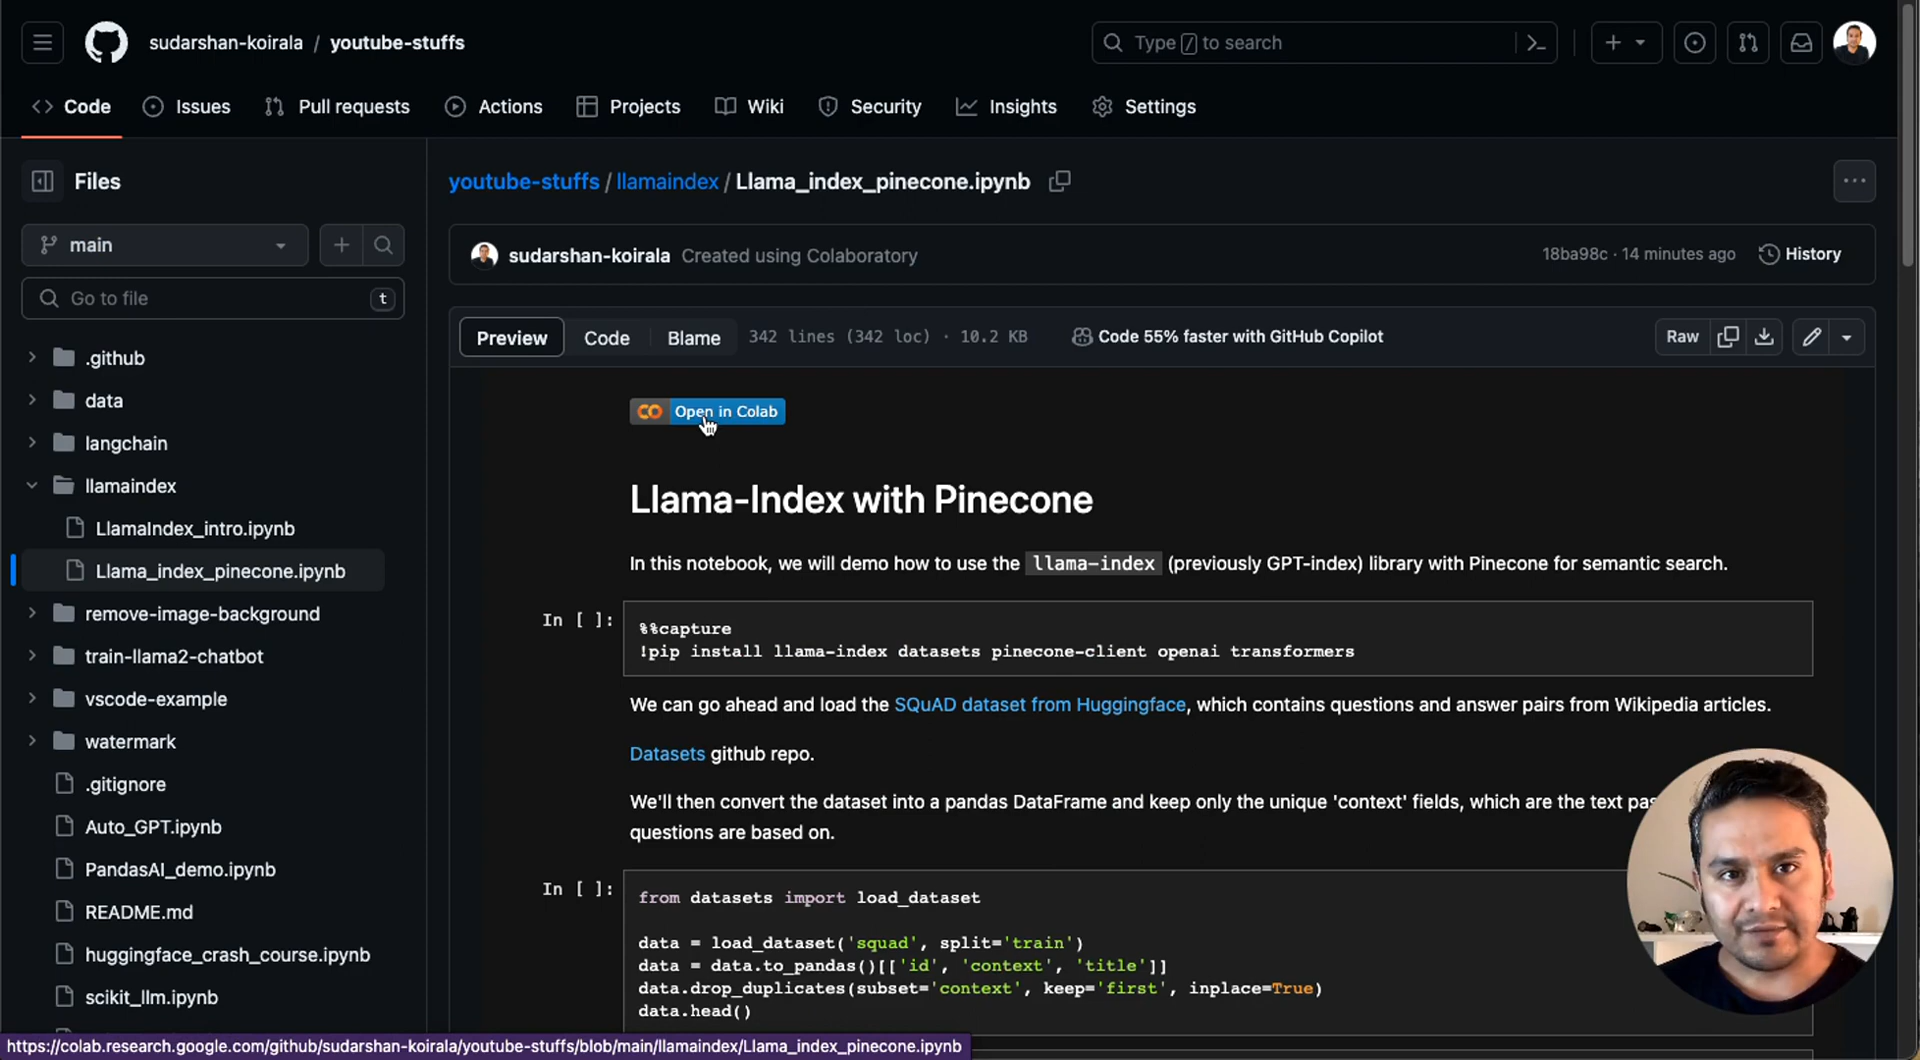 sudarshan-koirala / youtube-stuffs
Type / to search
Code
Issues
Pull requests
Actions
Projects
Wiki
Security
Insights
Settings
Files
main
Go to file
t
.github
data
langchain
llamaindex
LlamaIndex_intro.ipynb
Llama_index_pinecone.ipynb
remove-image-background
train-llama2-chatbot
vscode-example
watermark
.gitignore
Auto_GPT.ipynb
PandasAI_demo.ipynb
README.md
huggingface_crash_course.ipynb
scikit_llm.ipynb
youtube-stuffs / llamaindex / Llama_index_pinecone.ipynb
sudarshan-koirala Created using Colaboratory
18ba98c · 14 minutes ago
History
Preview
Code
Blame
342 lines (342 loc) · 10.2 KB
Code 55% faster with GitHub Copilot
Raw
Open in Colab
Llama-Index with Pinecone
In this notebook, we will demo how to use the llama-index (previously GPT-index) library with Pinecone for semantic search.
In [ ]:
%%capture
!pip install llama-index datasets pinecone-client openai transformers
We can go ahead and load the SQuAD dataset from Huggingface, which contains questions and answer pairs from Wikipedia articles.
Datasets github repo.
We'll then convert the dataset into a pandas DataFrame and keep only the unique 'context' fields, which are the text
questions are based on.
In [ ]:
from datasets import load_dataset
data = load_dataset('squad', split='train')
data = data.to_pandas()[['id', 'context', 'title']]
data.drop_duplicates(subset='context', keep='first', inplace=True)
data.head()
https://colab.research.google.com/github/sudarshan-koirala/youtube-stuffs/blob/main/llamaindex/Llama_index_pinecone.ipynb